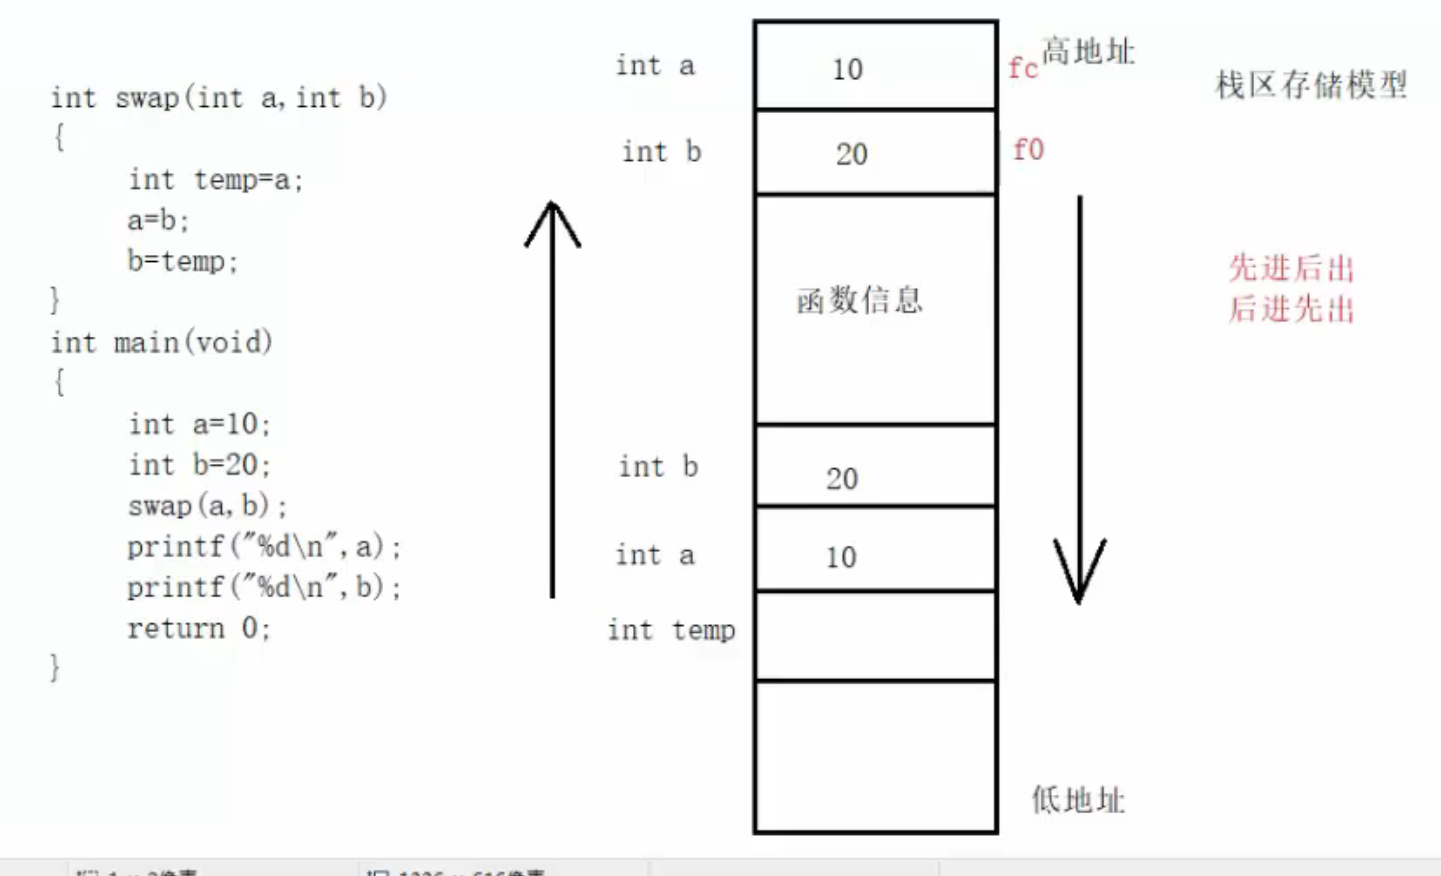 int swap(int a,int b)
{
int temp=a;
a=b;
b=temp;
}
int main(void)
{
int a=10;
int b=20;
swap(a,b);
printf("%d\n",a);
printf("%d\n",b);
return 0;
}
int a
10
fc
高地址
int b
20
f0
函数信息
int b
20
int a
10
int temp
低地址
栈区存储模型
先进后出
后进先出